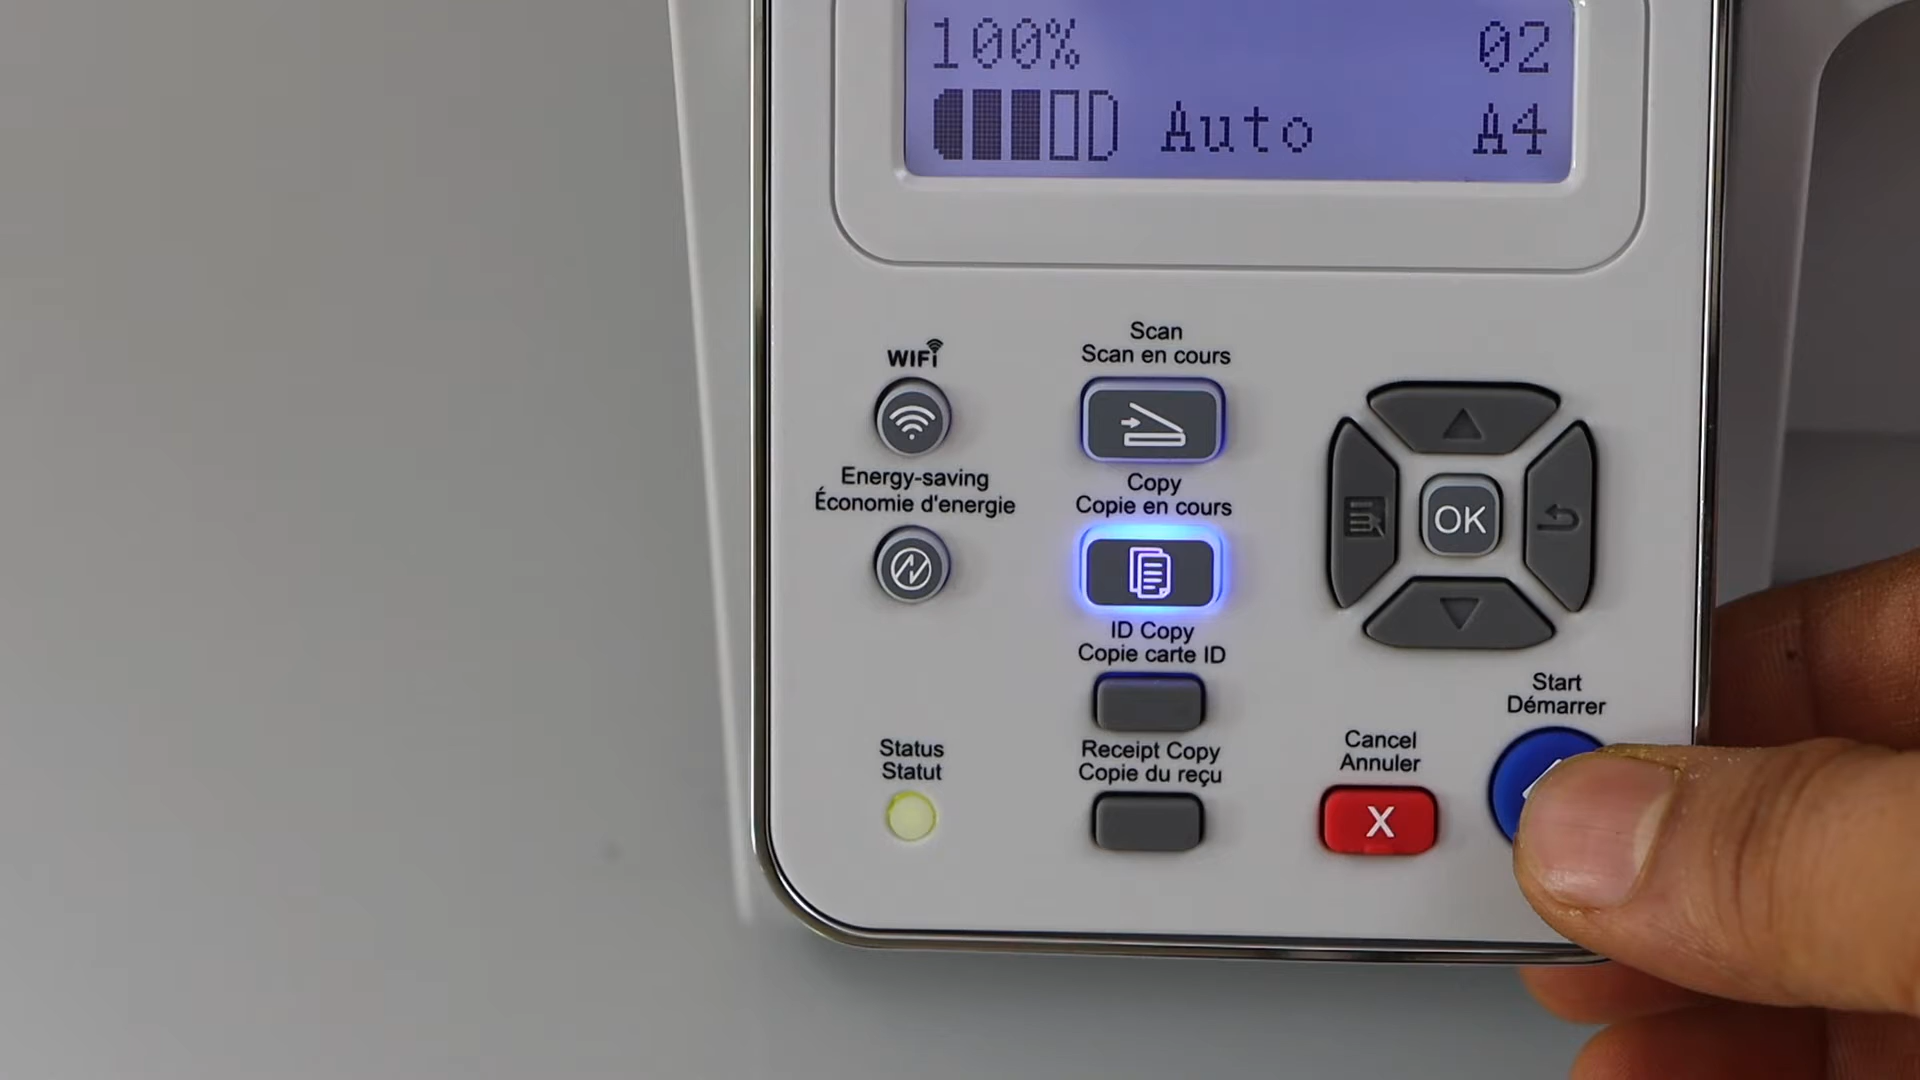 100% 02
Auto A4
WIFI
Scan
Scan en cours
Energy-saving
Économie d'energie
Copy
Copie en cours
OK
ID Copy
Copie carte ID
Start
Démarrer
Status
Statut
Receipt Copy
Copie du reçu
Cancel
Annuler
X